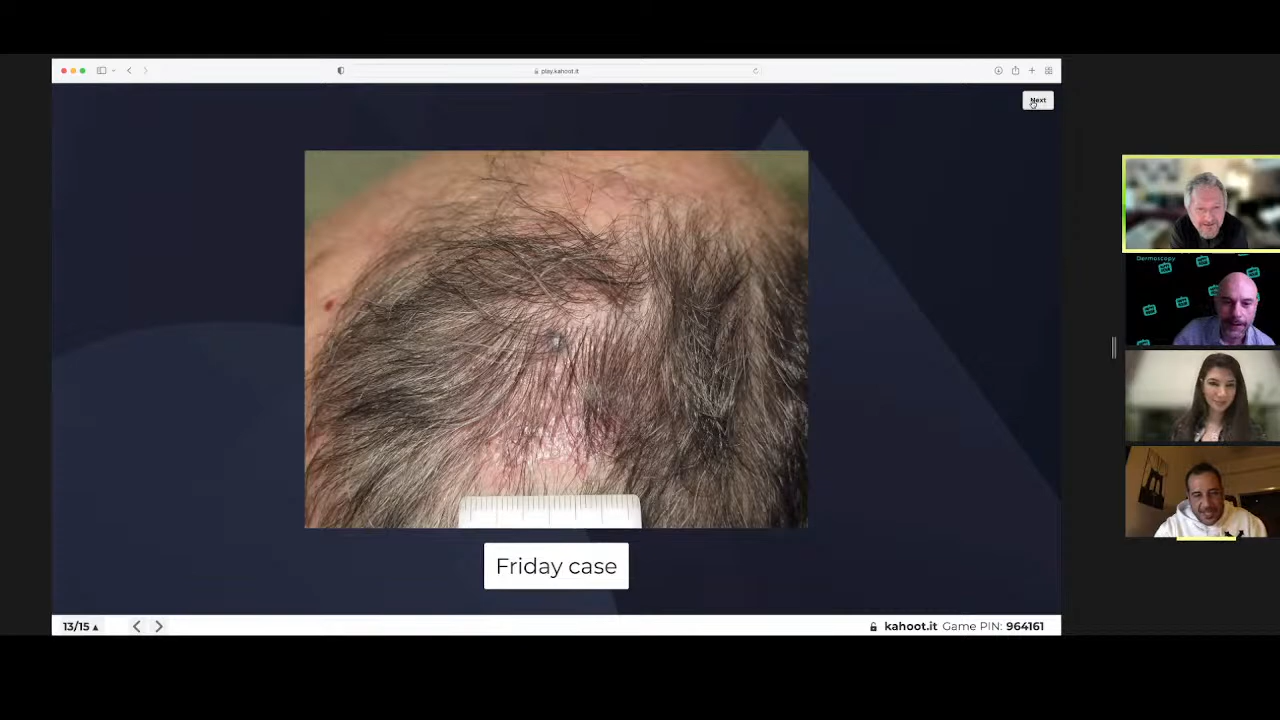 play.kahoot.it
Next
Dermoscopy
Friday case
13/15
kahoot.it Game PIN: 964161